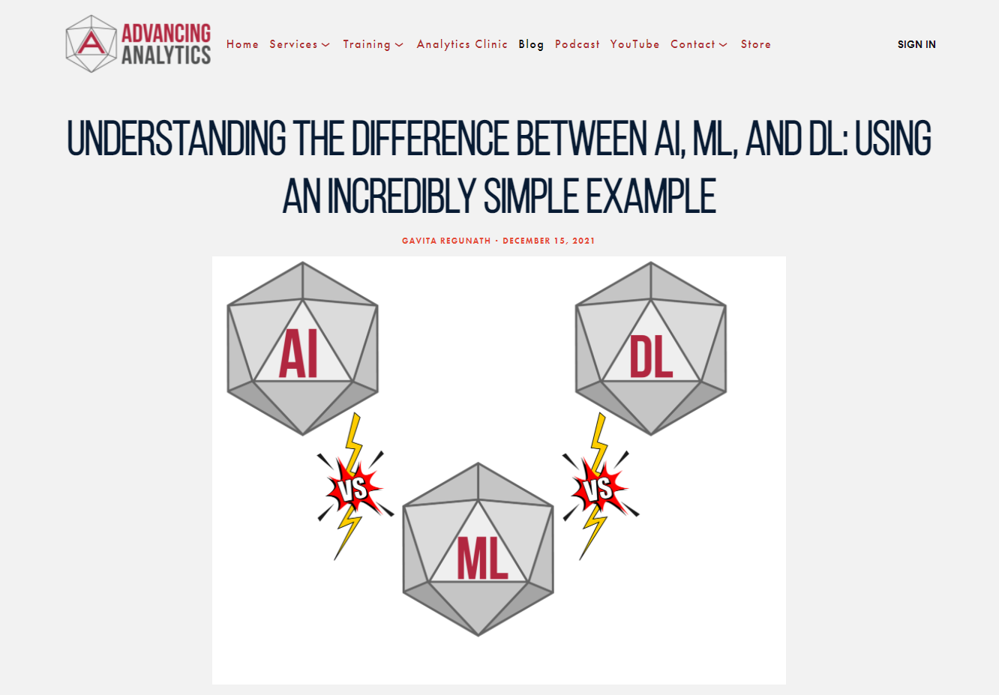 ADVANCING
ANALYTICS
Home Services Training Analytics Clinic Blog Podcast YouTube Contact Store SIGN IN
UNDERSTANDING THE DIFFERENCE BETWEEN AI, ML, AND DL: USING
AN INCREDIBLY SIMPLE EXAMPLE
GAVITA REGUNATH · DECEMBER 15, 2021
AI
DL
VS
VS
ML